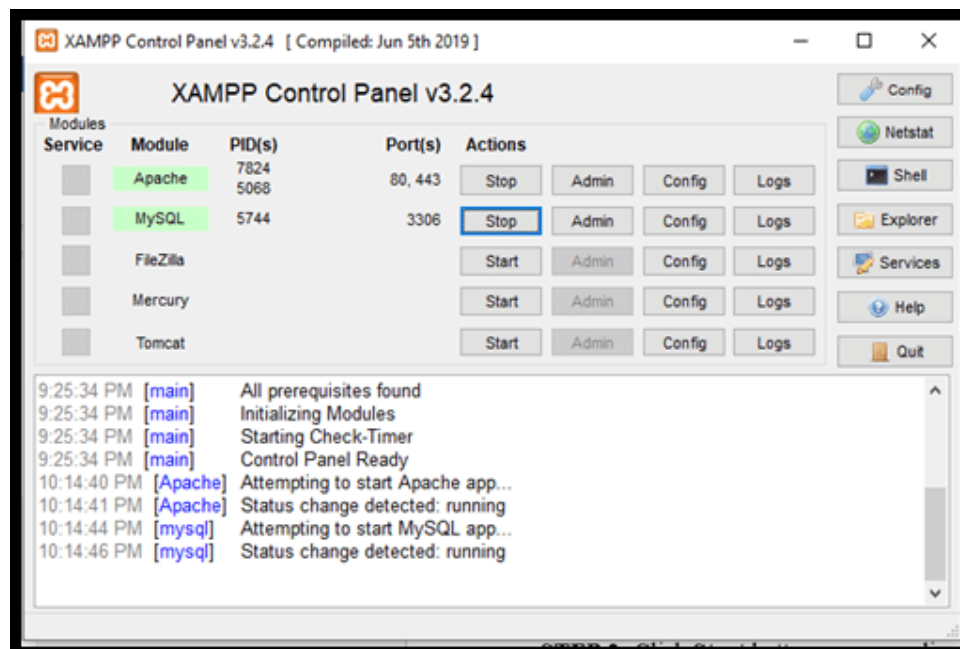 XAMPP Control Panel v3.2.4 [ Compiled: Jun 5th 2019 ]
XAMPP Control Panel v3.2.4
Config
Modules
Service Module PID(s) Port(s) Actions
Netstat
Apache 7824 5068 80, 443 Stop Admin Config Logs
Shell
MySQL 5744 3306 Stop Admin Config Logs
Explorer
FileZilla Start Admin Config Logs
Services
Mercury Start Admin Config Logs
Help
Tomcat Start Admin Config Logs
Quit
9:25:34 PM [main] All prerequisites found
9:25:34 PM [main] Initializing Modules
9:25:34 PM [main] Starting Check-Timer
9:25:34 PM [main] Control Panel Ready
10:14:40 PM [Apache] Attempting to start Apache app...
10:14:41 PM [Apache] Status change detected: running
10:14:44 PM [mysql] Attempting to start MySQL app...
10:14:46 PM [mysql] Status change detected: running